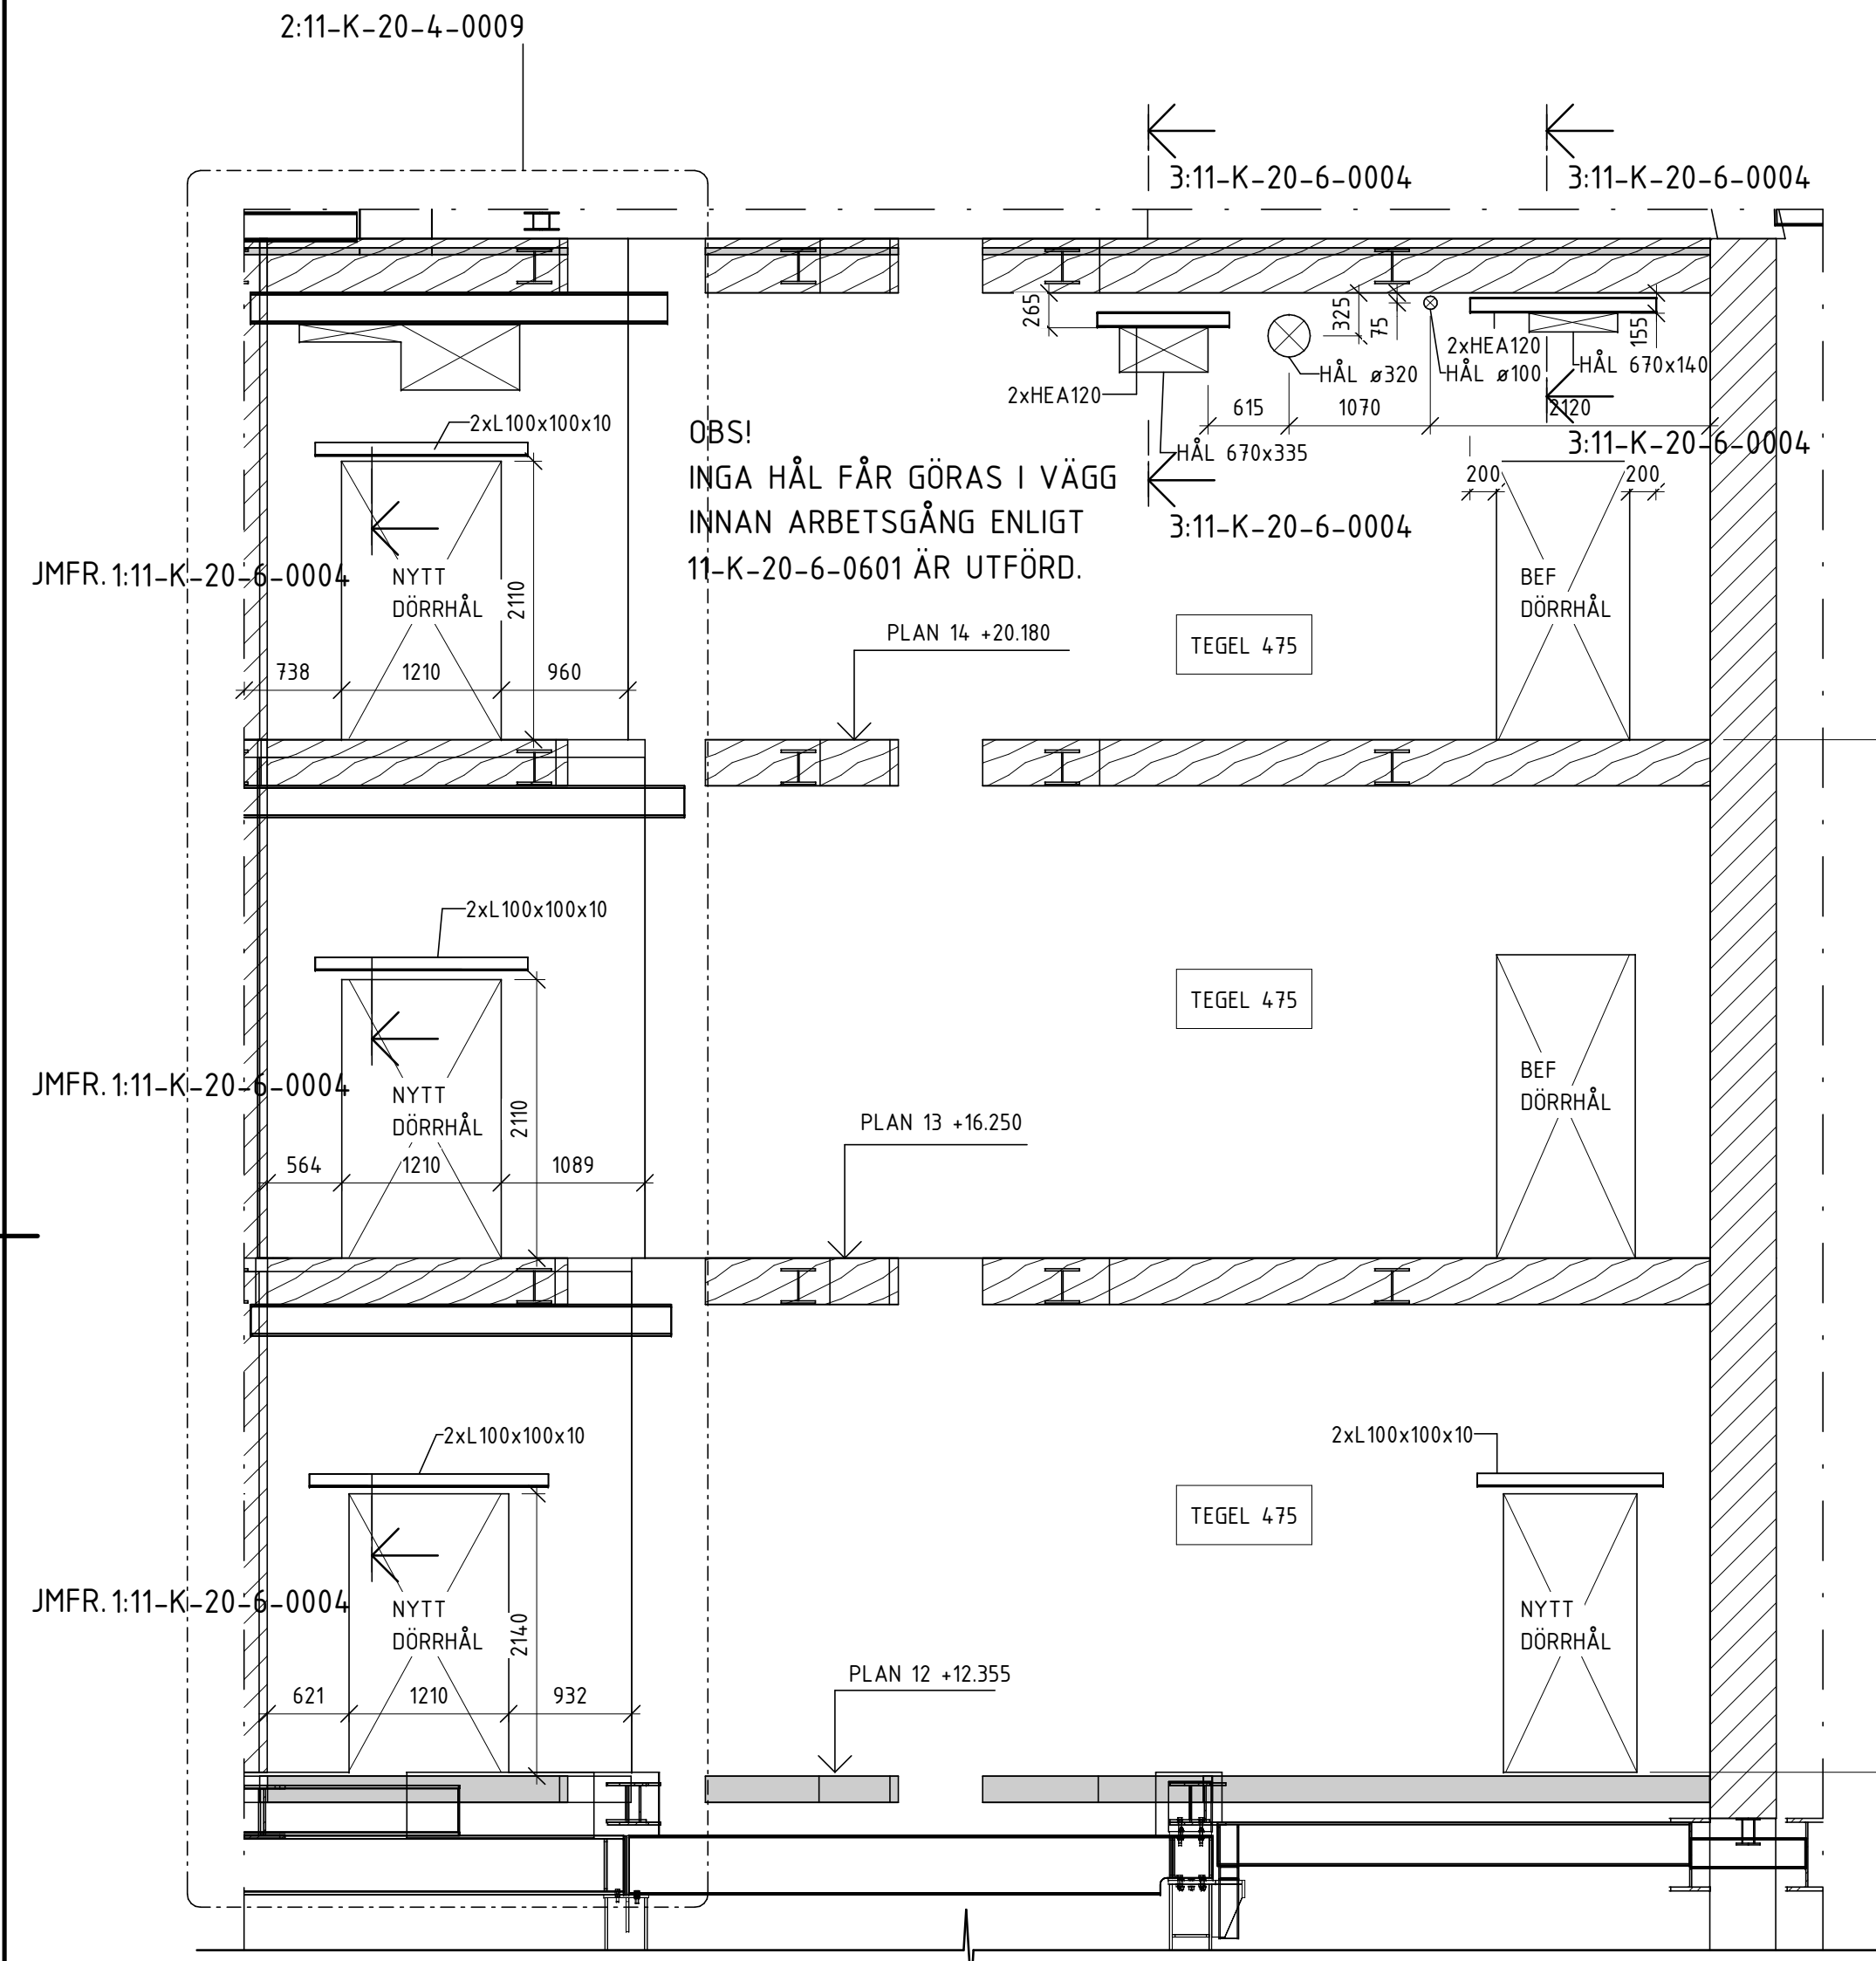 2:11-K-20-4-0009
3:11-K-20-6-0004
3:11-K-20-6-0004
265
325
75
155
2xHEA120
HÅL 670x140
HÅL ø320
HÅL ø100
2xHEA120
615
1070
2120
2xL100x100x10
OBS!
INGA HÅL FÅR GÖRAS I VÄGG
INNAN ARBETSGÅNG ENLIGT
11-K-20-6-0601 ÄR UTFÖRD.
HÅL 670x335
3:11-K-20-6-0004
200
200
3:11-K-20-6-0004
JMFR. 1:11-K-20-6-0004
NYTT
DÖRRHÅL
2110
BEF
DÖRRHÅL
PLAN 14 +20.180
TEGEL 475
738
1210
960
2xL100x100x10
TEGEL 475
JMFR. 1:11-K-20-6-0004
NYTT
DÖRRHÅL
2110
BEF
DÖRRHÅL
PLAN 13 +16.250
564
1210
1089
2xL100x100x10
2xL100x100x10
TEGEL 475
JMFR. 1:11-K-20-6-0004
NYTT
DÖRRHÅL
2140
NYTT
DÖRRHÅL
PLAN 12 +12.355
621
1210
932